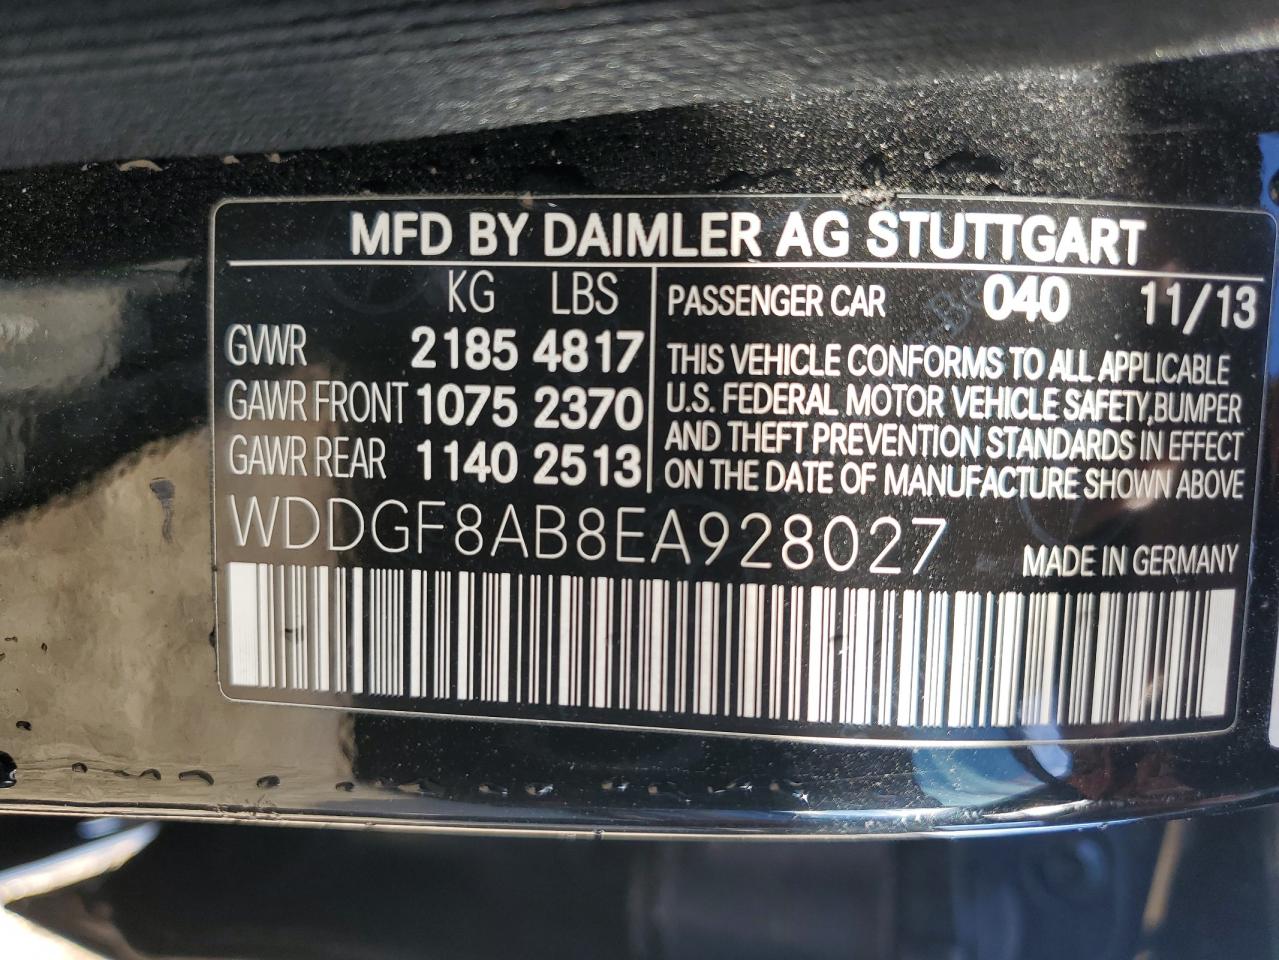 MFD BY DAIMLER AG STUTTGART
KG LBS
GVWR 2185 4817
GAWR FRONT 1075 2370
GAWR REAR 1140 2513
PASSENGER CAR 040 11/13
THIS VEHICLE CONFORMS TO ALL APPLICABLE
U.S. FEDERAL MOTOR VEHICLE SAFETY,BUMPER
AND THEFT PREVENTION STANDARDS IN EFFECT
ON THE DATE OF MANUFACTURE SHOWN ABOVE
WDDGF8AB8EA928027 MADE IN GERMANY